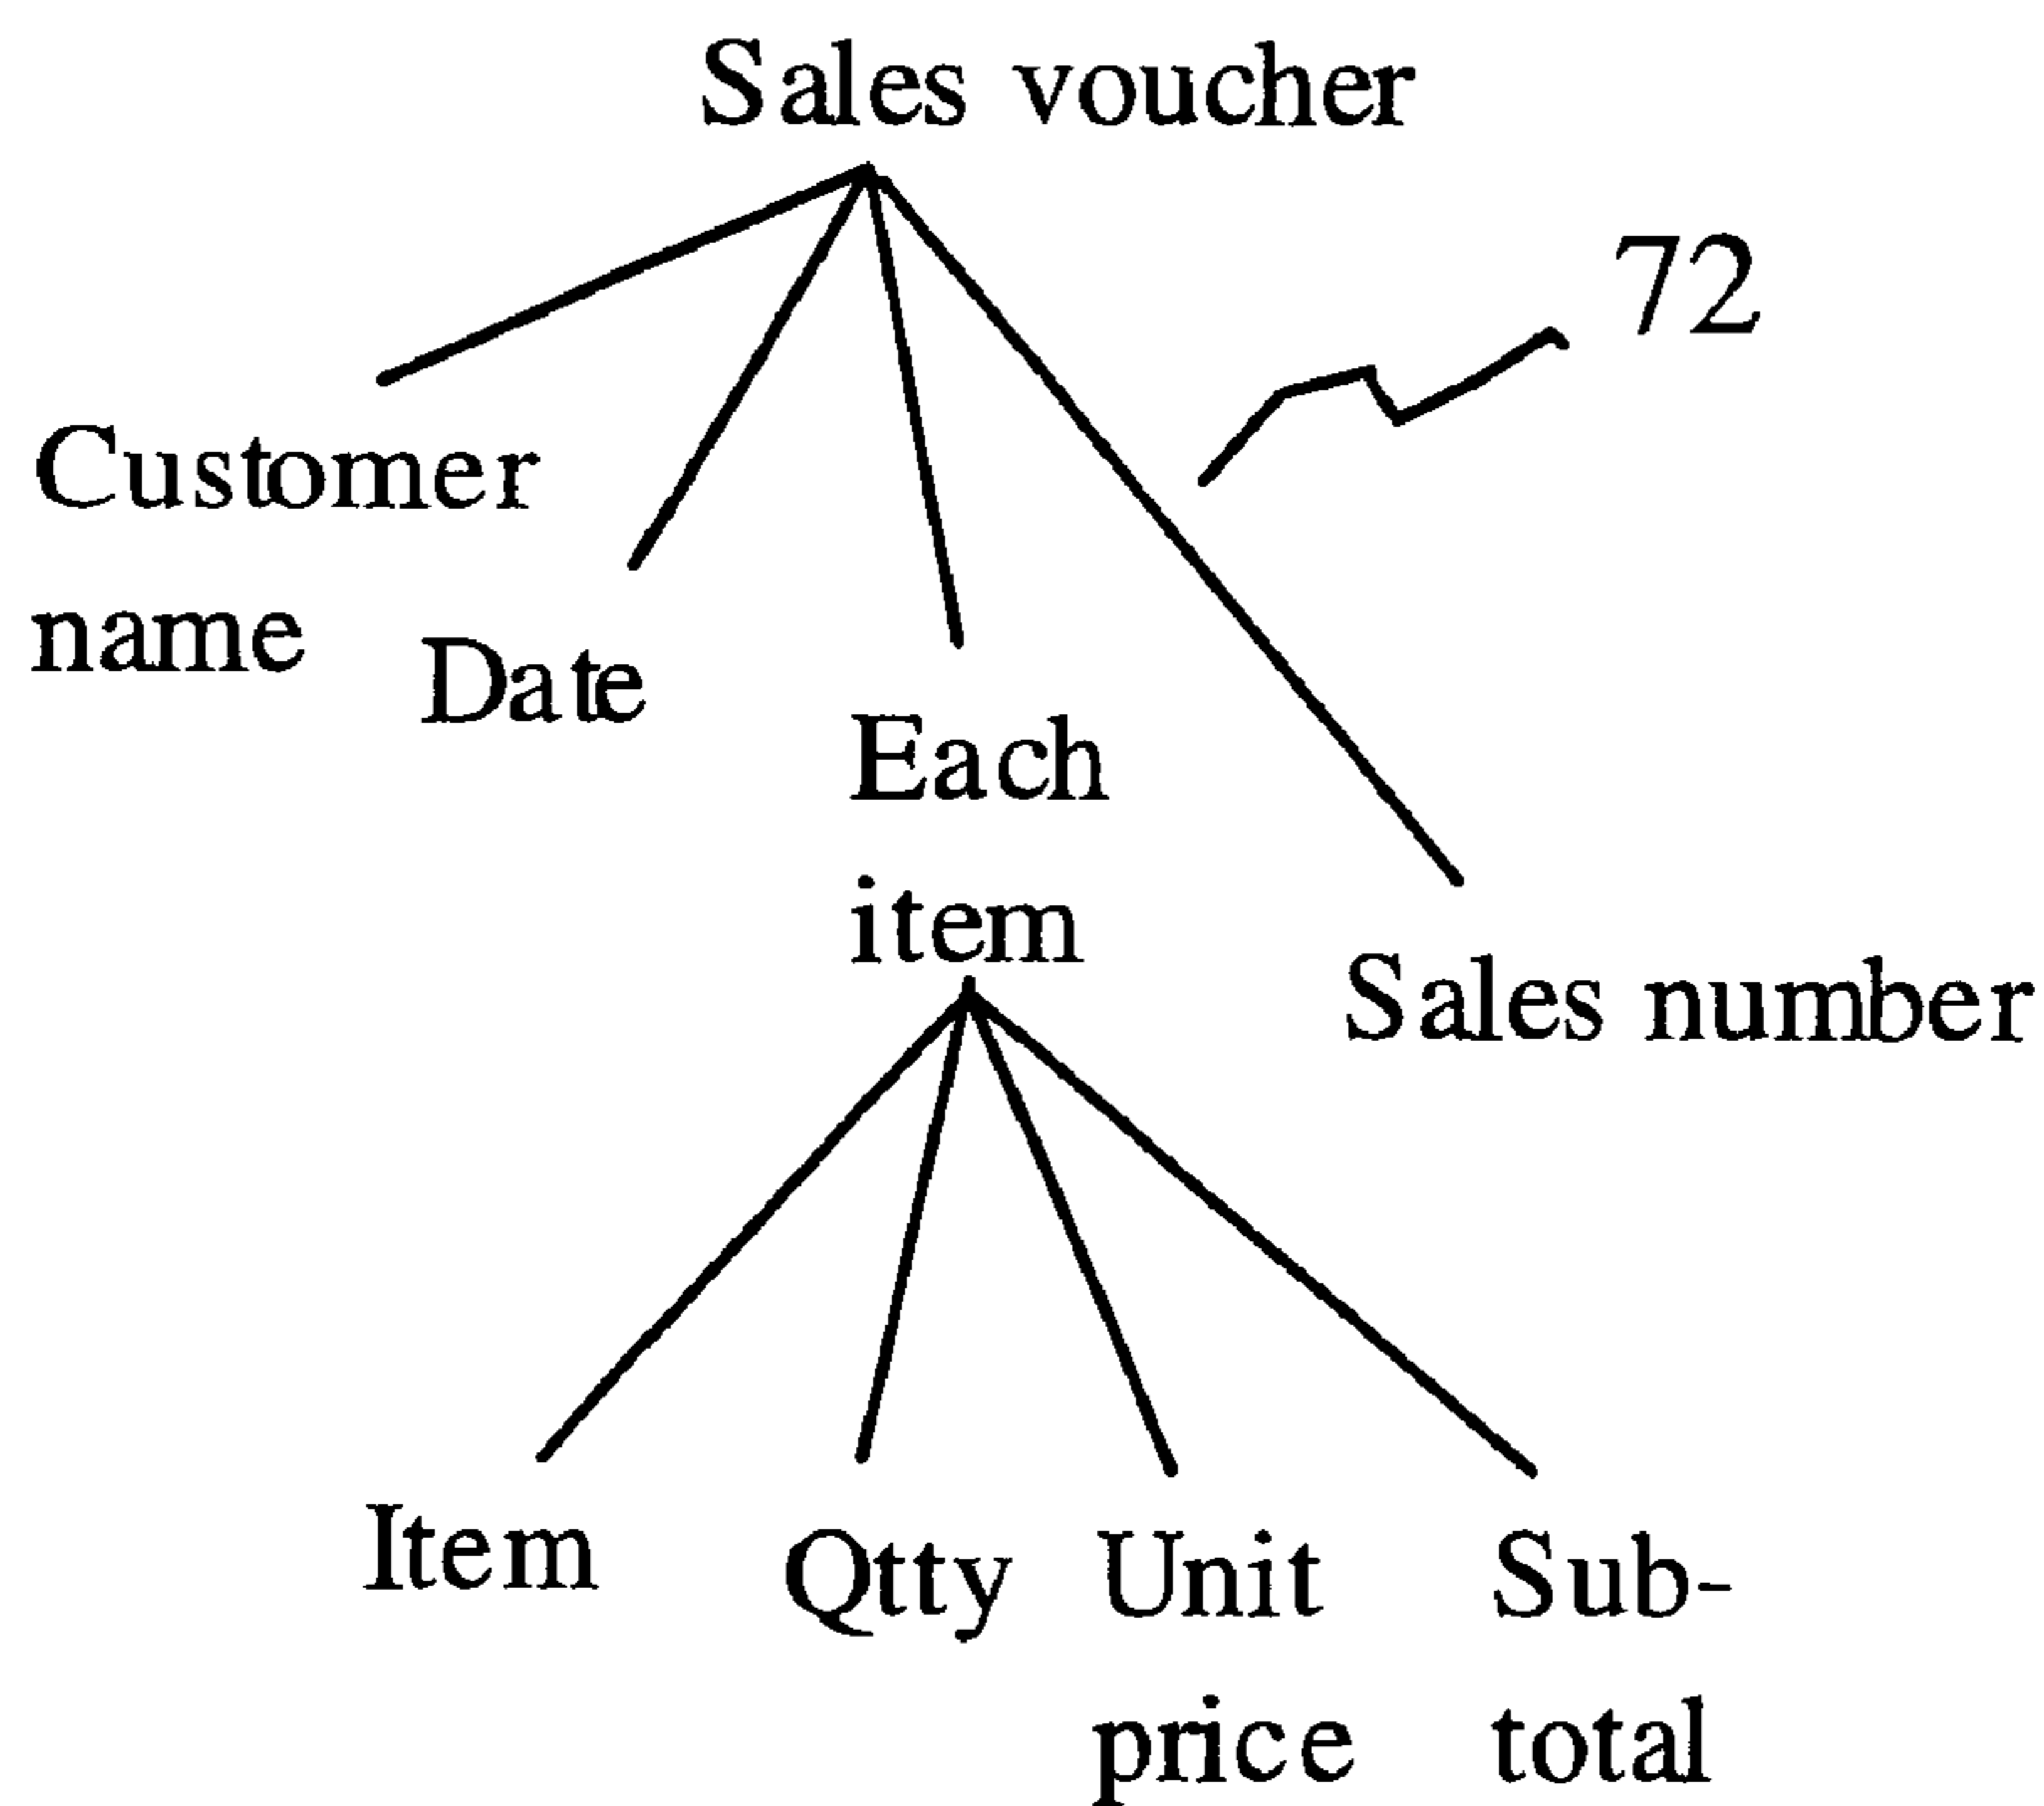 Sales voucher
72
Customer
name
Date
Each
item
Sales number
Item
Qtty
Unit
price
Sub-
total